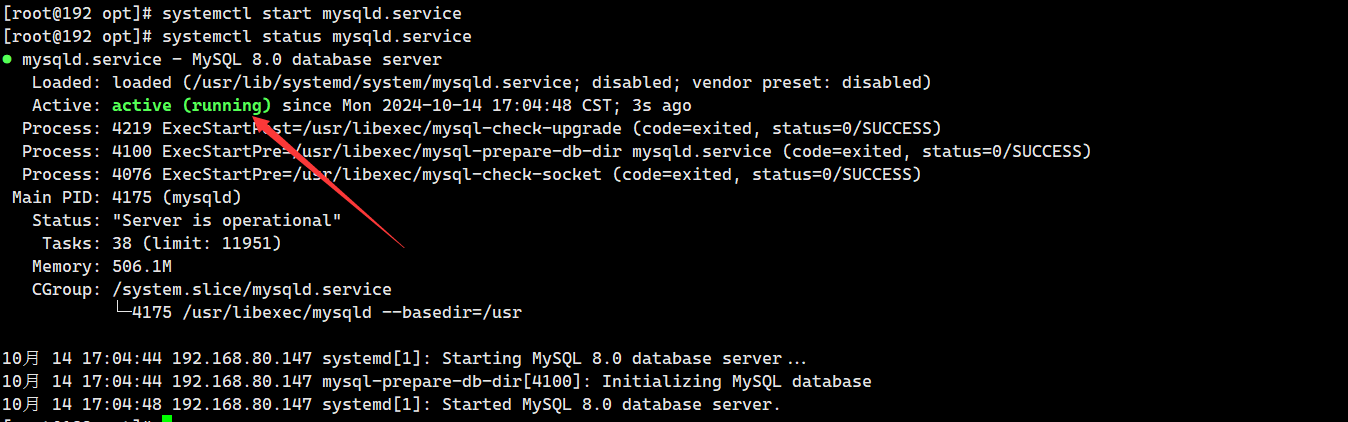 [root@192 opt]# systemctl start mysqld.service
[root@192 opt]# systemctl status mysqld.service
● mysqld.service - MySQL 8.0 database server
Loaded: loaded (/usr/lib/systemd/system/mysqld.service; disabled; vendor preset: disabled)
Active: active (running) since Mon 2024-10-14 17:04:48 CST; 3s ago
Process: 4219 ExecStartPost=/usr/libexec/mysql-check-upgrade (code=exited, status=0/SUCCESS)
Process: 4100 ExecStartPre=/usr/libexec/mysql-prepare-db-dir mysqld.service (code=exited, status=0/SUCCESS)
Process: 4076 ExecStartPre=/usr/libexec/mysql-check-socket (code=exited, status=0/SUCCESS)
Main PID: 4175 (mysqld)
Status: "Server is operational"
Tasks: 38 (limit: 11951)
Memory: 506.1M
CGroup: /system.slice/mysqld.service
└─4175 /usr/libexec/mysqld --basedir=/usr
10月 14 17:04:44 192.168.80.147 systemd[1]: Starting MySQL 8.0 database server...
10月 14 17:04:44 192.168.80.147 mysql-prepare-db-dir[4100]: Initializing MySQL database
10月 14 17:04:48 192.168.80.147 systemd[1]: Started MySQL 8.0 database server.